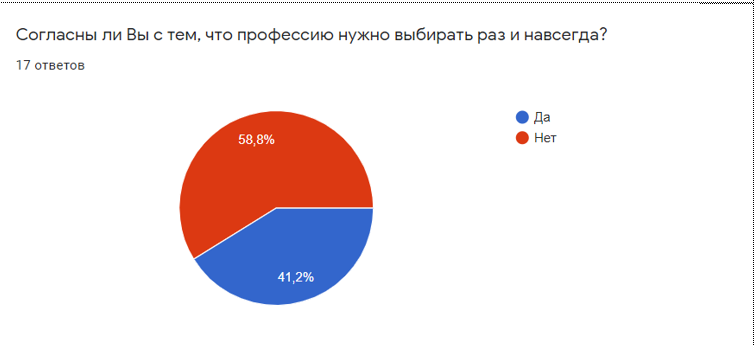 Согласны ли Вы с тем, что профессию нужно выбирать раз и навсегда?
17 ответов
Да
Нет
58,8%
41,2%